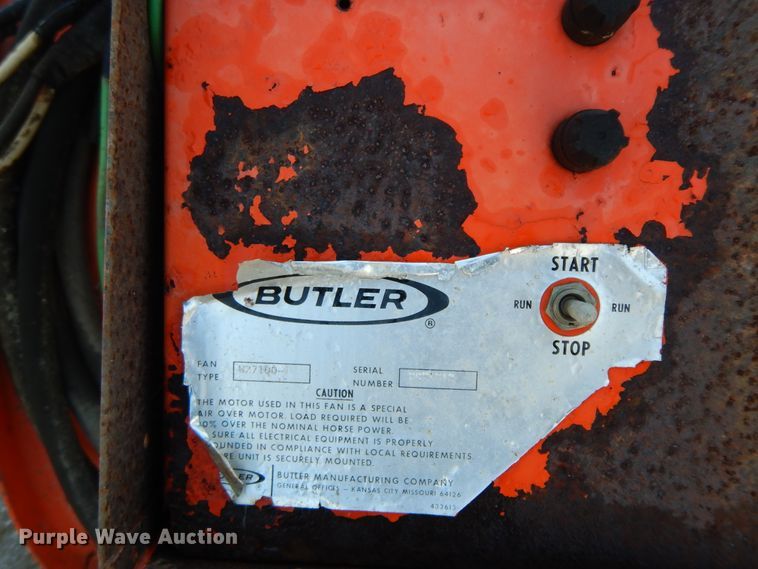 START
RUN RUN
STOP
BUTLER
®
FAN
TYPE
SERIAL
NUMBER
CAUTION
THE MOTOR USED IN THIS FAN IS A SPECIAL
AIR OVER MOTOR. LOAD REQUIRED WILL BE
0% OVER THE NOMINAL HORSE POWER.
SURE ALL ELECTRICAL EQUIPMENT IS PROPERLY
OUNDED IN COMPLIANCE WITH LOCAL REQUIREMENTS.
RE UNIT IS SECURELY MOUNTED.
BUTLER MANUFACTURING COMPANY
GENERAL OFFICE — KANSAS CITY MISSOURI 64126
Purple Wave Auction